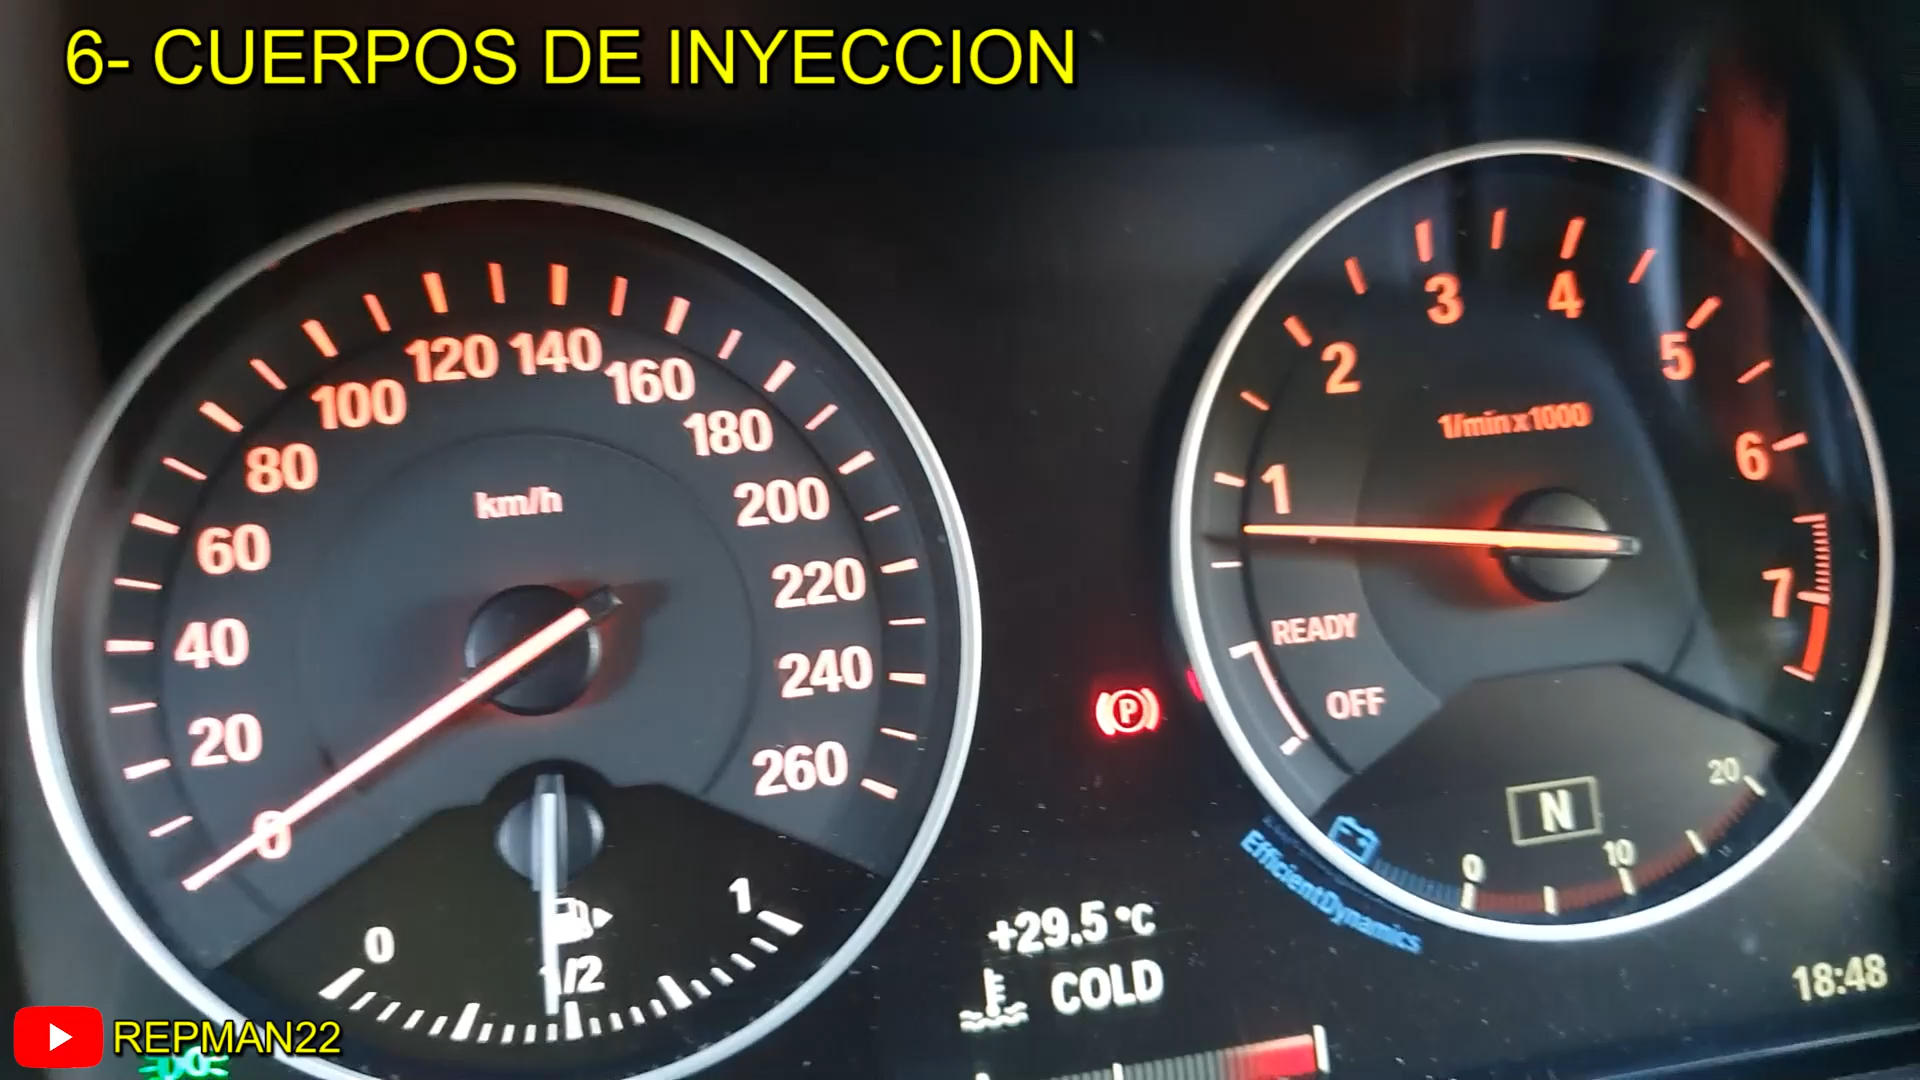 6- CUERPOS DE INYECCION
0
20
40
60
80
100
120
140
160
180
200
220
240
260
km/h
0
1/2
1
P
+29.5 °C
COLD
1
2
3
4
5
6
7
1/min x 1000
READY
OFF
N
0
10
20
EfficientDynamics
18:48
REPMAN22